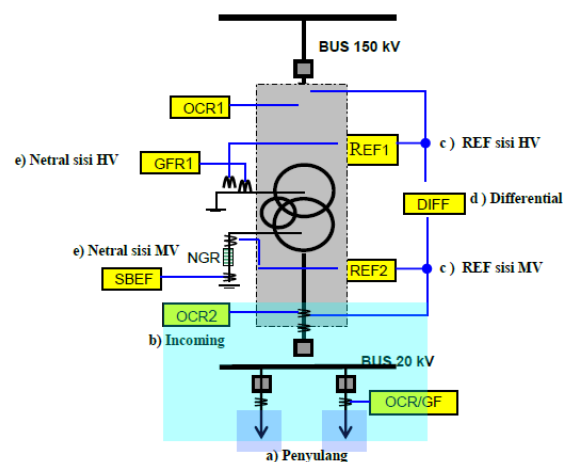 BUS 150 kV
OCR1
e) Netral sisi HV
GFR1
REF1
c ) REF sisi HV
DIFF
d ) Differential
e) Netral sisi MV
NGR
SBEF
REF2
c ) REF sisi MV
OCR2
b) Incoming
BUS 20 kV
OCR/GF
a) Penyulang